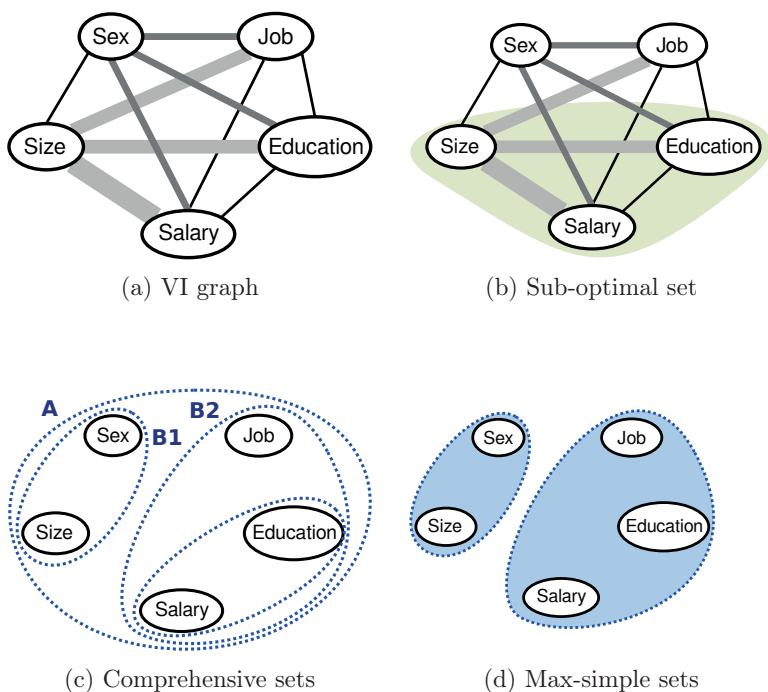 Sex
Job
Size
Education
Salary
(a) VI graph
Sex
Job
Size
Education
Salary
(b) Sub-optimal set
A
B1
B2
Sex
Job
Size
Education
Salary
(c) Comprehensive sets
Sex
Job
Size
Education
Salary
(d) Max-simple sets